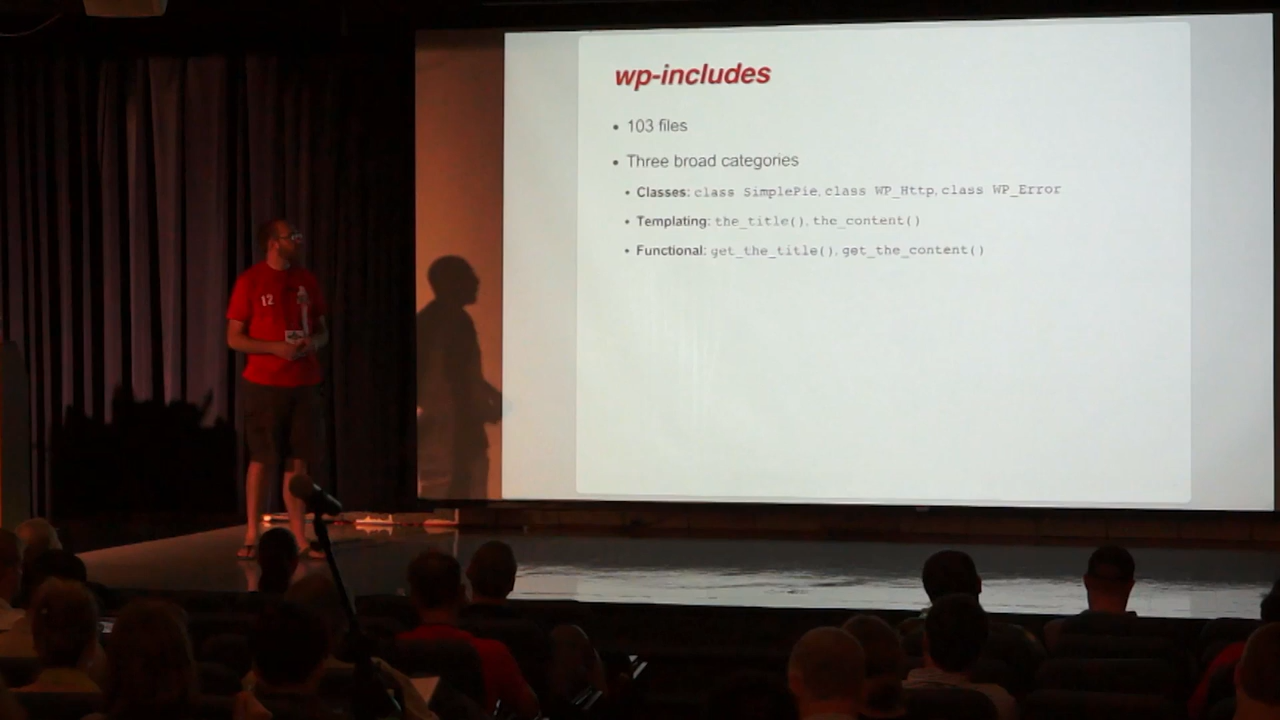 wp-includes
• 103 files
• Three broad categories
• Classes: class SimplePie, class WP_Http, class WP_Error
• Templating: the_title(), the_content()
• Functional: get_the_title(), get_the_content()
12